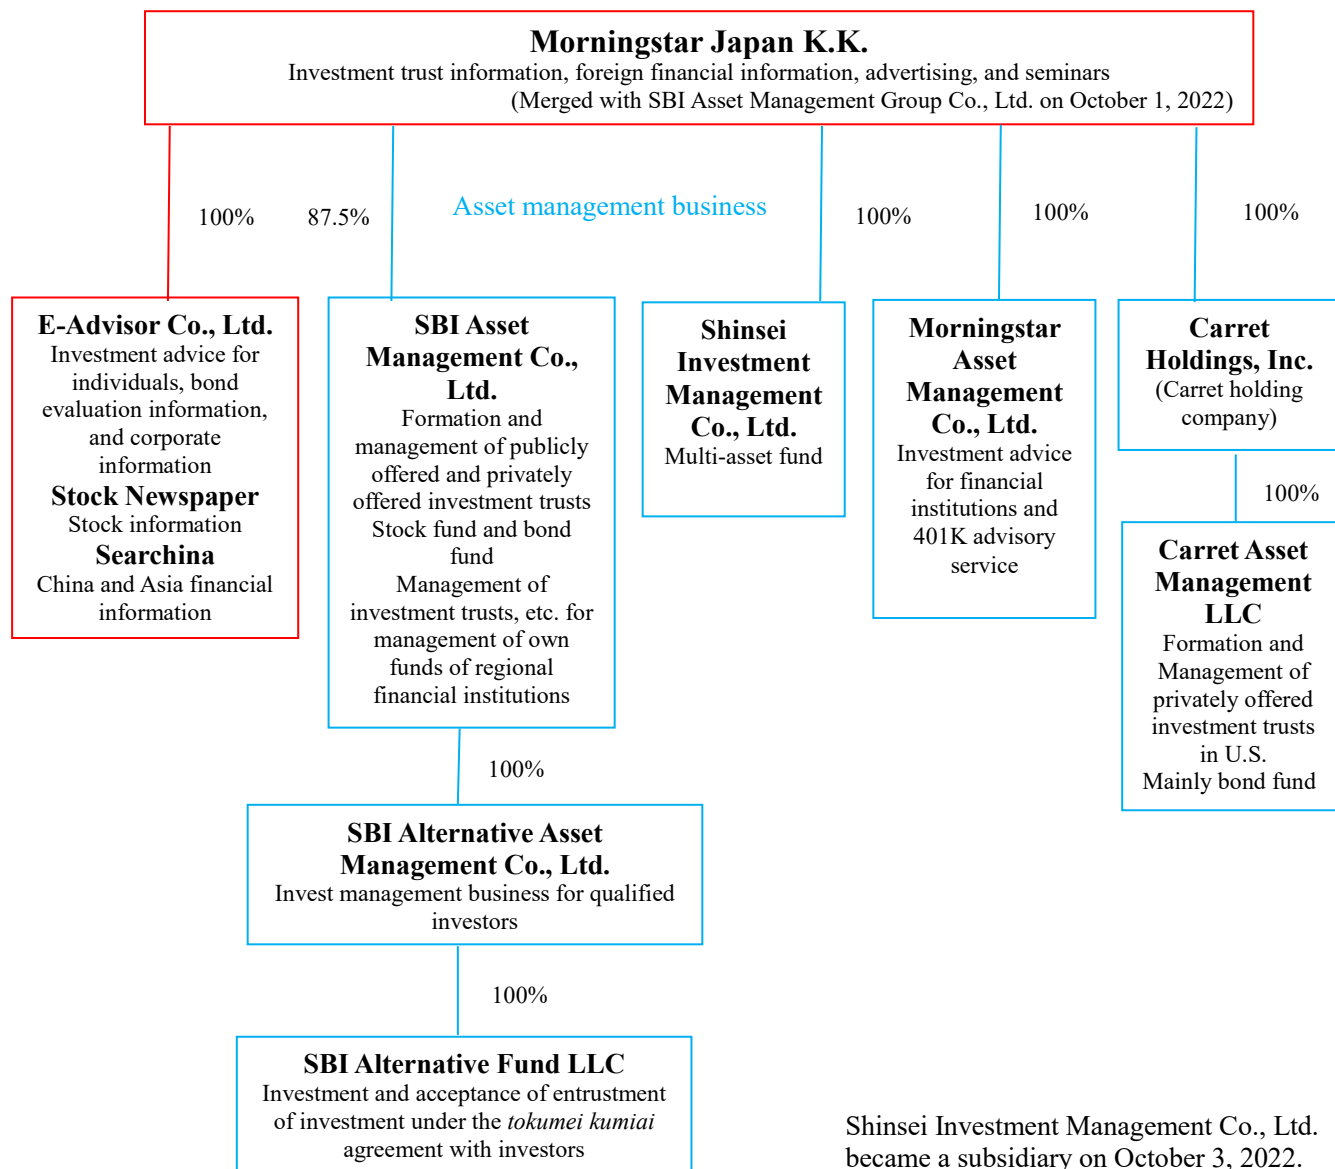 Morningstar Japan K.K.
Investment trust information, foreign financial information, advertising, and seminars
(Merged with SBI Asset Management Group Co., Ltd. on October 1, 2022)
100%
87.5%
Asset management business
100%
100%
100%
E-Advisor Co., Ltd.
Investment advice for
individuals, bond
evaluation information,
and corporate
information
Stock Newspaper
Stock information
Searchina
China and Asia financial
information
SBI Asset
Management Co.,
Ltd.
Formation and
management of publicly
offered and privately
offered investment trusts
Stock fund and bond
fund
Management of
investment trusts, etc. for
management of own
funds of regional
financial institutions
Shinsei
Investment
Management
Co., Ltd.
Multi-asset fund
Morningstar
Asset
Management
Co., Ltd.
Investment advice
for financial
institutions and
401K advisory
service
Carret
Holdings, Inc.
(Carret holding
company)
100%
Carret Asset
Management
LLC
Formation and
Management of
privately offered
investment trusts
in U.S.
Mainly bond fund
100%
SBI Alternative Asset
Management Co., Ltd.
Invest management business for qualified
investors
100%
SBI Alternative Fund LLC
Investment and acceptance of entrustment
of investment under the tokumei kumiai
agreement with investors
Shinsei Investment Management Co., Ltd.
became a subsidiary on October 3, 2022.